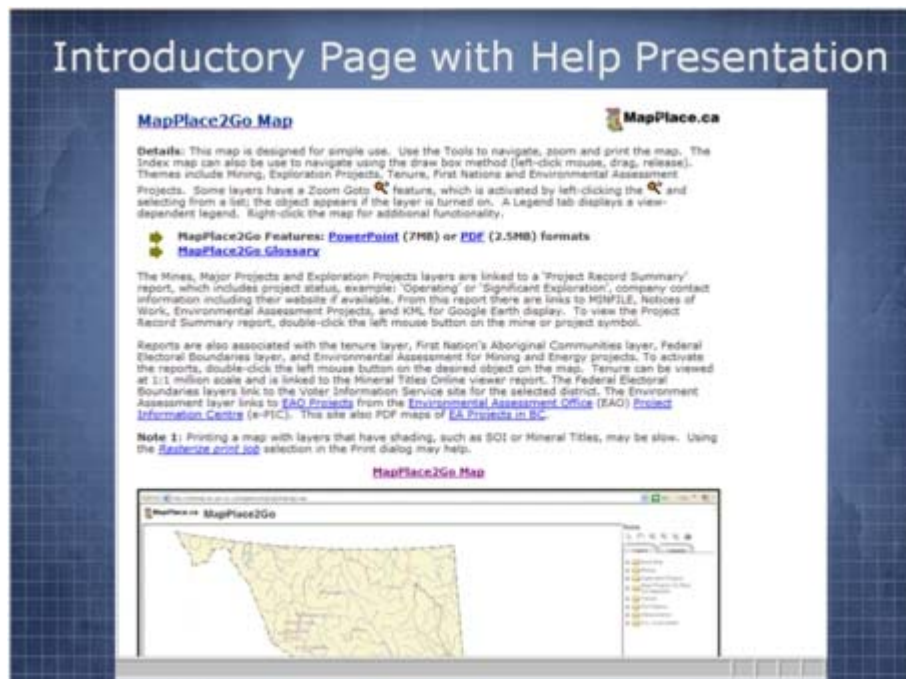 Introductory Page with Help Presentation
MapPlace2Go Map
MapPlace.ca
Details: This map is designed for simple use. Use the Tools to navigate, zoom and print the map. The
Index map can also be use to navigate using the draw box method (left-click mouse, drag, release).
Themes include Mining, Exploration Projects, Tenure, First Nations and Environmental Assessment
Projects. Some layers have a Zoom Goto feature, which is activated by left-clicking the and
selecting from a list; the object appears if the layer is turned on. A Legend tab displays a view-
dependent legend. Right-click the map for additional functionality.
MapPlace2Go Features: PowerPoint (7MB) or PDF (2.5MB) formats
MapPlace2Go Glossary
The Mines, Major Projects and Exploration Projects layers are linked to a 'Project Record Summary'
report, which includes project status, example: 'Operating' or 'Significant Exploration', company contact
information including their website if available. From this report there are links to MINFILE, Notices of
Work, Environmental Assessment Projects, and KML for Google Earth display. To view the Project
Record Summary report, double-click the left mouse button on the mine or project symbol.
Reports are also associated with the tenure layer, First Nation's Aboriginal Communities layer, Federal
Electoral Boundaries layer, and Environmental Assessment for Mining and Energy projects. To activate
the reports, double-click the left mouse button on the desired object on the map. Tenure can be viewed
at 1:1 million scale and is linked to the Mineral Titles Online viewer report. The Federal Electoral
Boundaries layers link to the Voter Information Service site for the selected district. The Environment
Assessment layer links to EAO Projects from the Environmental Assessment Office (EAO) Project
Information Centre (e-PIC). This site also PDF maps of EA Projects in BC.
Note 1: Printing a map with layers that have shading, such as SOI or Mineral Titles, may be slow. Using
the Rasterize print job selection in the Print dialog may help.
MapPlace2Go Map
MapPlace.ca MapPlace2Go